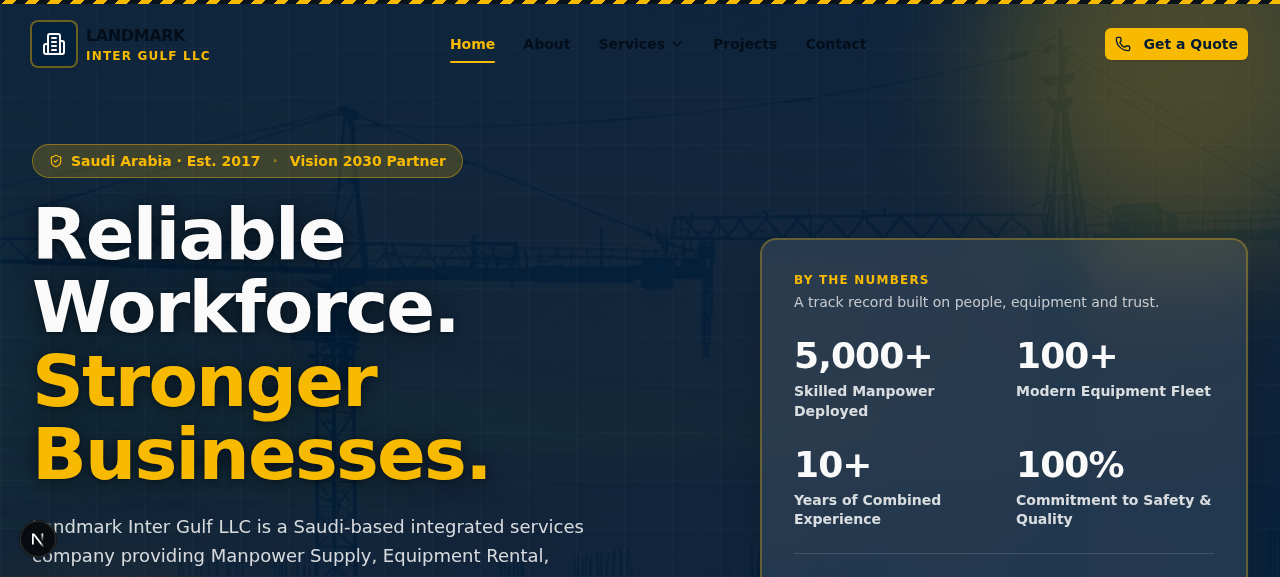 LANDMARK
INTER GULF LLC
Home
About
Services
Projects
Contact
Get a Quote
Saudi Arabia · Est. 2017 · Vision 2030 Partner
Reliable
Workforce.
Stronger
Businesses.
Landmark Inter Gulf LLC is a Saudi-based integrated services
company providing Manpower Supply, Equipment Rental,
N
BY THE NUMBERS
A track record built on people, equipment and trust.
5,000+
Skilled Manpower
Deployed
100+
Modern Equipment Fleet
10+
Years of Combined
Experience
100%
Commitment to Safety &
Quality